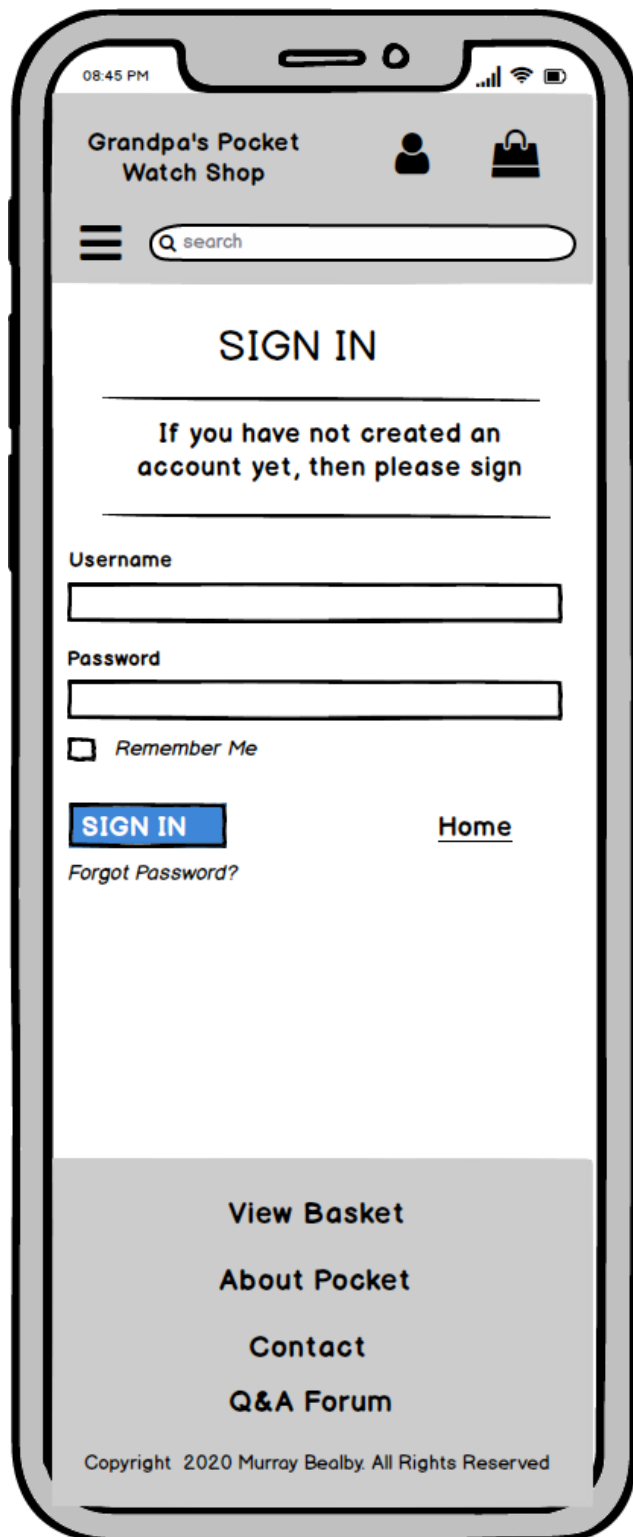 08:45 PM
Grandpa's Pocket
Watch Shop
search
SIGN IN
If you have not created an
account yet, then please sign
Username
Password
Remember Me
SIGN IN
Home
Forgot Password?
View Basket
About Pocket
Contact
Q&A Forum
Copyright 2020 Murray Bealby. All Rights Reserved